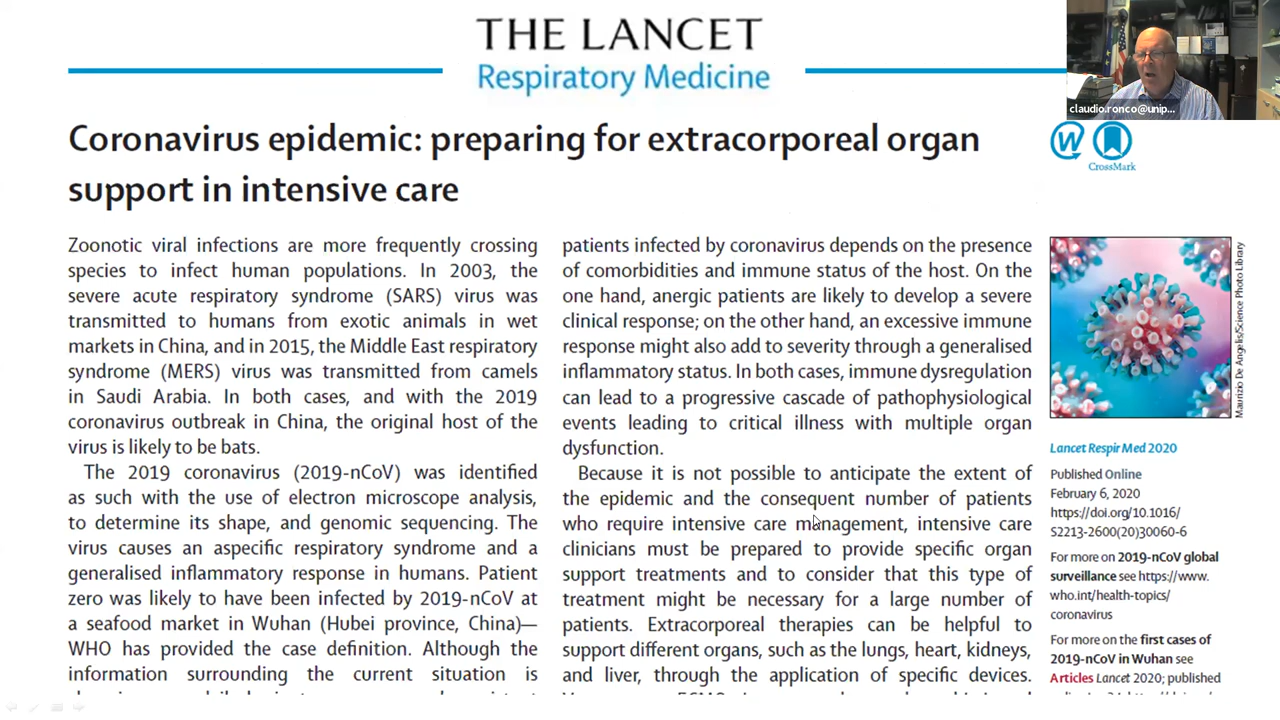 THE LANCET
Respiratory Medicine
claudio.ronco@unip...
Coronavirus epidemic: preparing for extracorporeal organ
support in intensive care
CrossMark
Zoonotic viral infections are more frequently crossing
species to infect human populations. In 2003, the
severe acute respiratory syndrome (SARS) virus was
transmitted to humans from exotic animals in wet
markets in China, and in 2015, the Middle East respiratory
syndrome (MERS) virus was transmitted from camels
in Saudi Arabia. In both cases, and with the 2019
coronavirus outbreak in China, the original host of the
virus is likely to be bats.
The 2019 coronavirus (2019-nCoV) was identified
as such with the use of electron microscope analysis,
to determine its shape, and genomic sequencing. The
virus causes an aspecific respiratory syndrome and a
generalised inflammatory response in humans. Patient
zero was likely to have been infected by 2019-nCoV at
a seafood market in Wuhan (Hubei province, China)—
WHO has provided the case definition. Although the
information surrounding the current situation is
patients infected by coronavirus depends on the presence
of comorbidities and immune status of the host. On the
one hand, anergic patients are likely to develop a severe
clinical response; on the other hand, an excessive immune
response might also add to severity through a generalised
inflammatory status. In both cases, immune dysregulation
can lead to a progressive cascade of pathophysiological
events leading to critical illness with multiple organ
dysfunction.
Because it is not possible to anticipate the extent of
the epidemic and the consequent number of patients
who require intensive care management, intensive care
clinicians must be prepared to provide specific organ
support treatments and to consider that this type of
treatment might be necessary for a large number of
patients. Extracorporeal therapies can be helpful to
support different organs, such as the lungs, heart, kidneys,
and liver, through the application of specific devices.
Maurizio De Angelis/Science Photo Library
Lancet Respir Med 2020
Published Online
February 6, 2020
https://doi.org/10.1016/
S2213-2600(20)30060-6
For more on 2019-nCoV global
surveillance see https://www.
who.int/health-topics/
coronavirus
For more on the first cases of
2019-nCoV in Wuhan see
Articles Lancet 2020; published